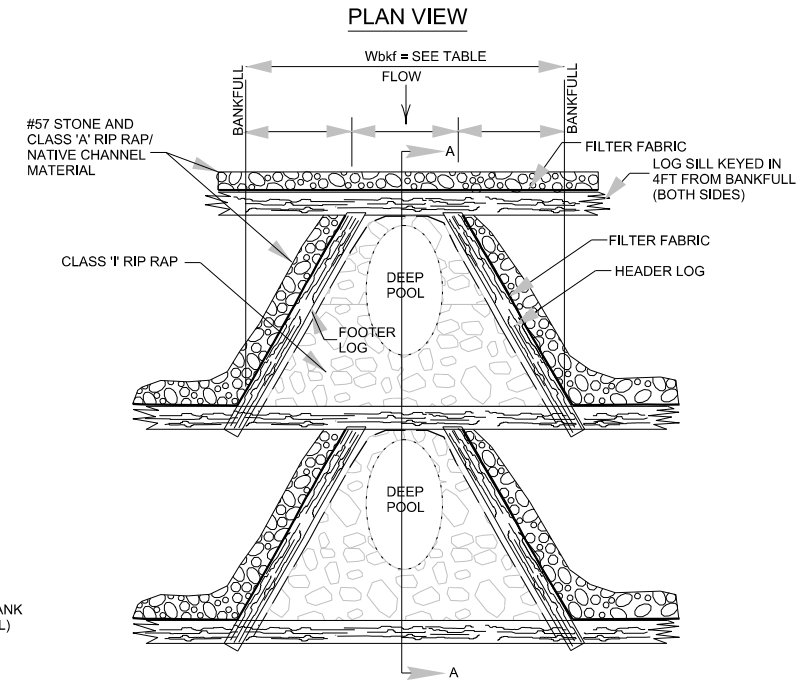 PLAN VIEW
Wbkf = SEE TABLE
FLOW
BANKFULL
BANKFULL
A
#57 STONE AND
CLASS 'A' RIP RAP/
NATIVE CHANNEL
MATERIAL
FILTER FABRIC
LOG SILL KEYED IN
4FT FROM BANKFULL
(BOTH SIDES)
CLASS 'I' RIP RAP
FILTER FABRIC
HEADER LOG
DEEP
POOL
FOOTER
LOG
DEEP
POOL
ANK
L)
A